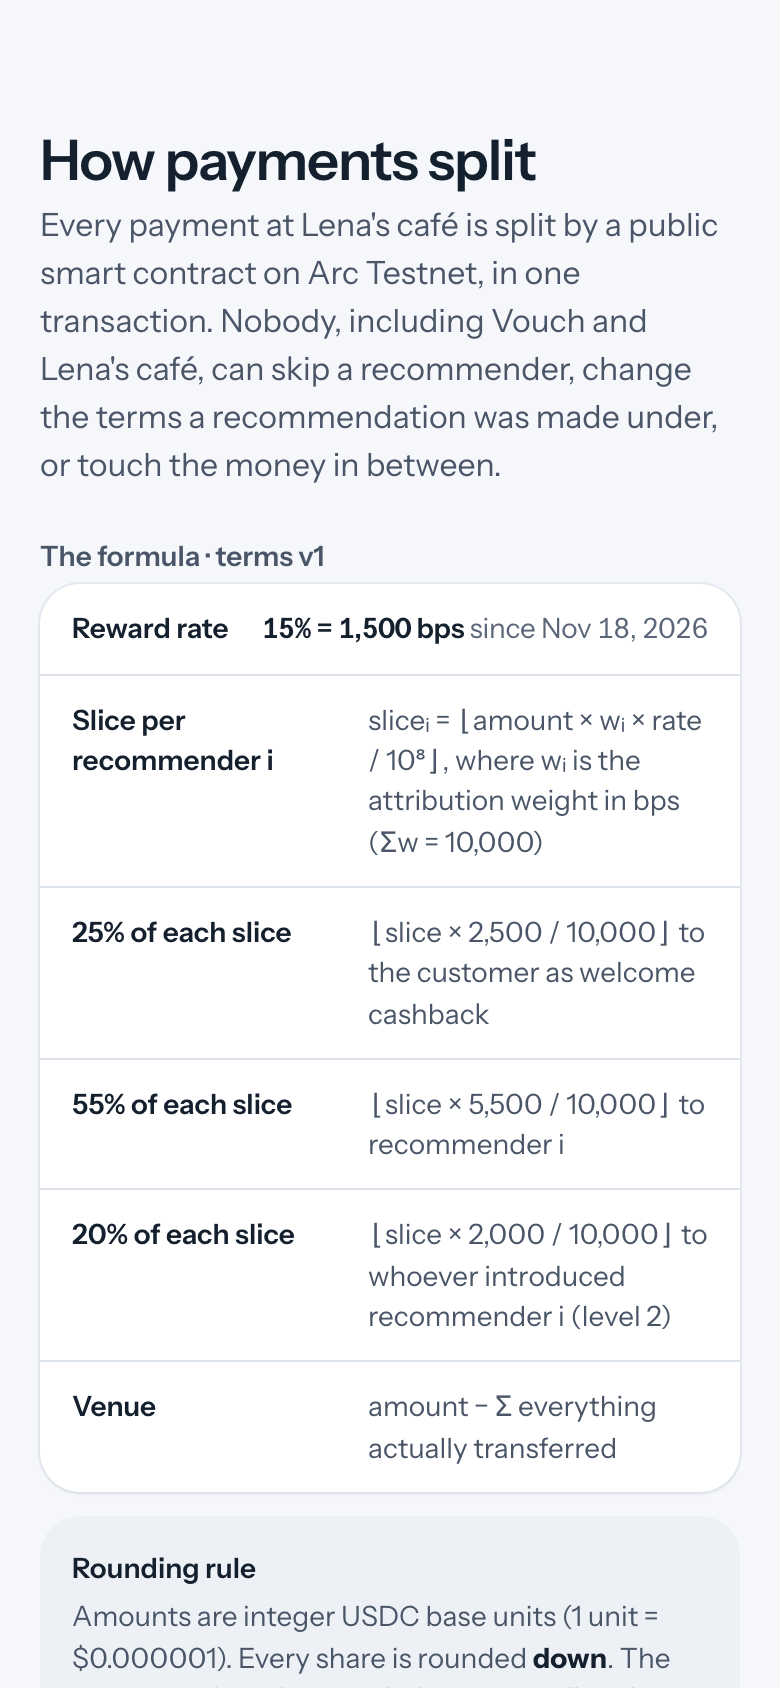 How payments split
Every payment at Lena's café is split by a public
smart contract on Arc Testnet, in one
transaction. Nobody, including Vouch and
Lena's café, can skip a recommender, change
the terms a recommendation was made under,
or touch the money in between.
The formula · terms v1
Reward rate 15% = 1,500 bps since Nov 18, 2026
Slice per
recommender i
sliceᵢ = ⌊amount × wᵢ × rate
/ 10⁸⌋, where wᵢ is the
attribution weight in bps
(Σw = 10,000)
25% of each slice
⌊slice × 2,500 / 10,000⌋ to
the customer as welcome
cashback
55% of each slice
⌊slice × 5,500 / 10,000⌋ to
recommender i
20% of each slice
⌊slice × 2,000 / 10,000⌋ to
whoever introduced
recommender i (level 2)
Venue
amount − Σ everything
actually transferred
Rounding rule
Amounts are integer USDC base units (1 unit =
$0.000001). Every share is rounded down. The